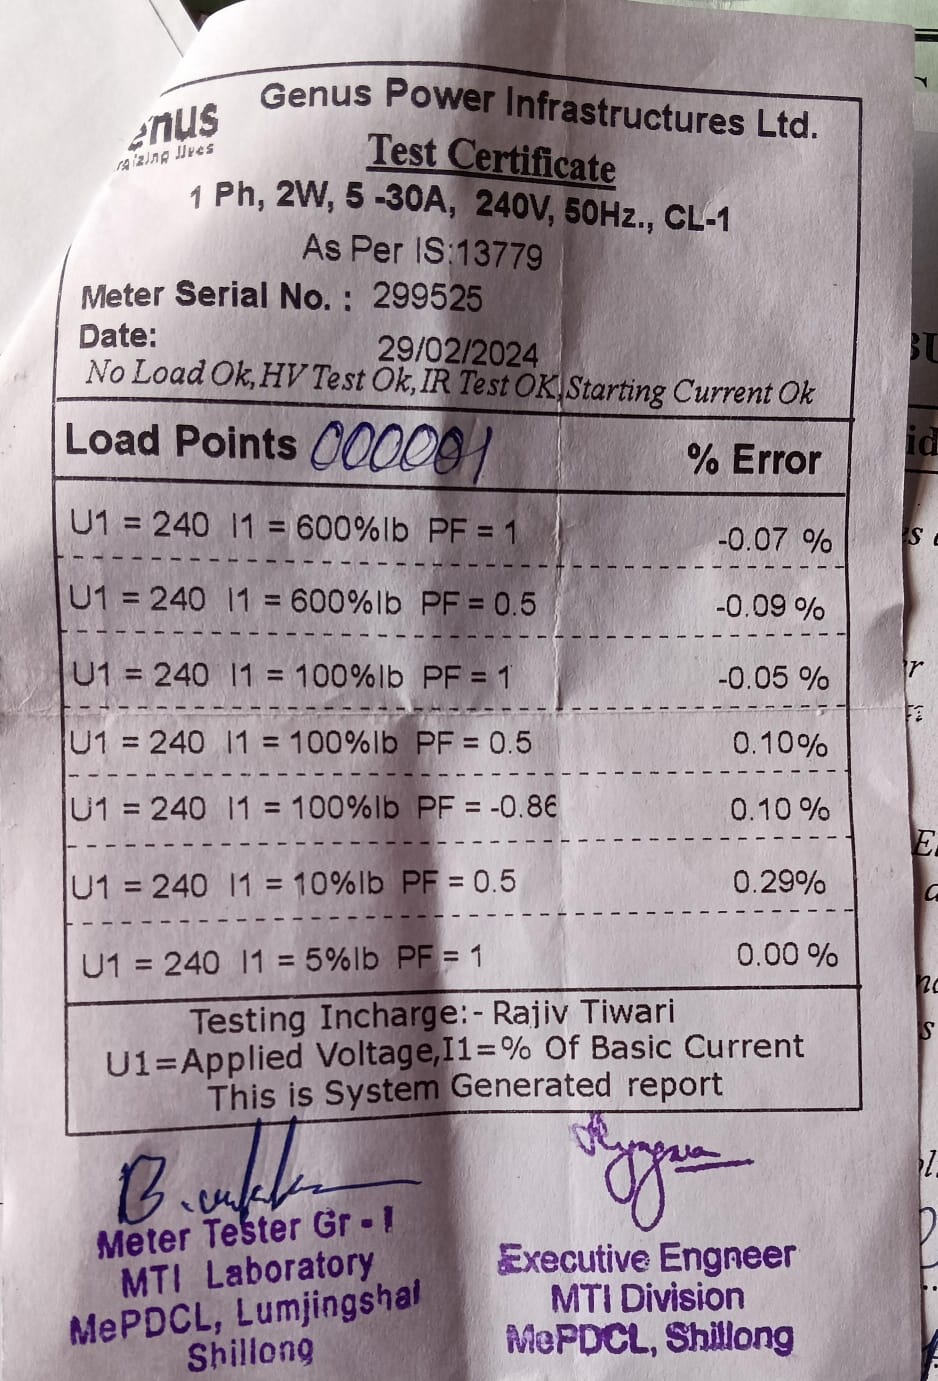 Genus Power Infrastructures Ltd.
Test Certificate
1 Ph, 2W, 5 -30A, 240V, 50Hz., CL-1
As Per IS:13779
Meter Serial No. : 299525
Date: 29/02/2024
No Load Ok,HV Test Ok,IR Test OK,Starting Current Ok
Load Points 000001 % Error
U1 = 240 I1 = 600%Ib PF = 1 -0.07 %
U1 = 240 I1 = 600%Ib PF = 0.5 -0.09 %
U1 = 240 I1 = 100%Ib PF = 1 -0.05 %
U1 = 240 I1 = 100%Ib PF = 0.5 0.10%
U1 = 240 I1 = 100%Ib PF = -0.86 0.10 %
U1 = 240 I1 = 10%Ib PF = 0.5 0.29%
U1 = 240 I1 = 5%Ib PF = 1 0.00 %
Testing Incharge:- Rajiv Tiwari
U1=Applied Voltage,I1=% Of Basic Current
This is System Generated report
Meter Tester Gr - I
MTI Laboratory
MePDCL, Lumjingshai
Shillong
Executive Engneer
MTI Division
MePDCL, Shillong